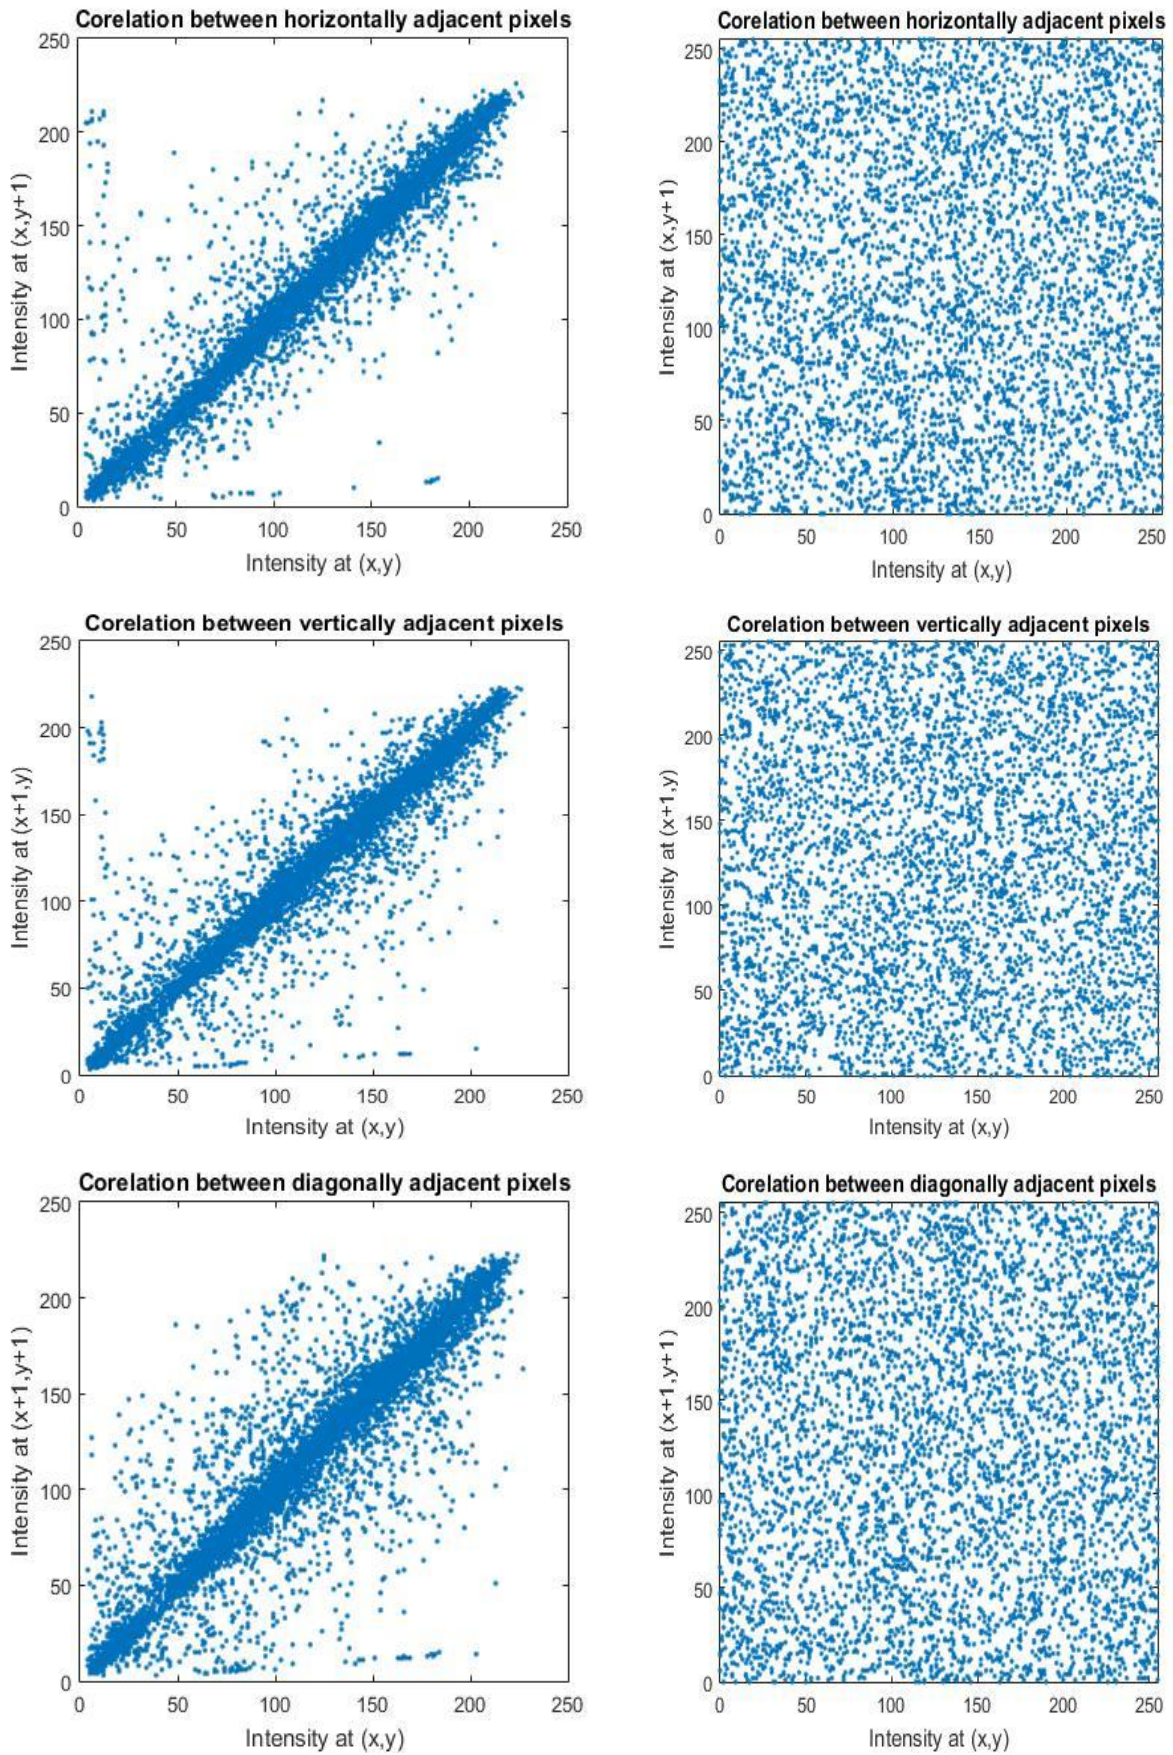 Corelation between horizontally adjacent pixels
250
200
150
100
50
0
Intensity at (x,y+1)
0 50 100 150 200 250
Intensity at (x,y)
Corelation between horizontally adjacent pixels
250
200
150
100
50
0
Intensity at (x,y+1)
0 50 100 150 200 250
Intensity at (x,y)
Corelation between vertically adjacent pixels
250
200
150
100
50
0
Intensity at (x+1,y)
0 50 100 150 200 250
Intensity at (x,y)
Corelation between vertically adjacent pixels
250
200
150
100
50
0
Intensity at (x+1,y)
0 50 100 150 200 250
Intensity at (x,y)
Corelation between diagonally adjacent pixels
250
200
150
100
50
0
Intensity at (x+1,y+1)
0 50 100 150 200 250
Intensity at (x,y)
Corelation between diagonally adjacent pixels
250
200
150
100
50
0
Intensity at (x+1,y+1)
0 50 100 150 200 250
Intensity at (x,y)